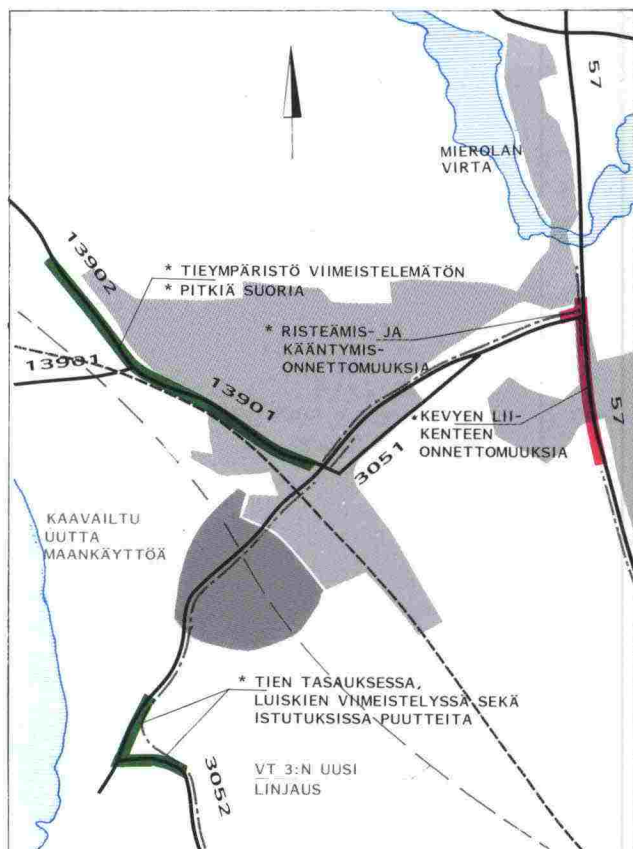 57
MIEROLAN
VIRTA
13902
* TIEYMPÄRISTÖ VIIMEISTELEMÄTÖN
* PITKIÄ SUORIA
* RISTEÄMIS- JA
KÄÄNTYMIS-
ONNETTOMUUKSIA
13901
13901
* KEVYEN LII-
KENTEEN
ONNETTOMUUKSIA
57
3051
KAAVAILTU
UUTTA
MAANKÄYTTÖÄ
* TIEN TASAUKSESSA,
LUISKIEN VIIMEISTELYSSÄ SEKÄ
ISTUTUKSISSA PUUTTEITA
3052
VT 3:N UUSI
LINJAUS